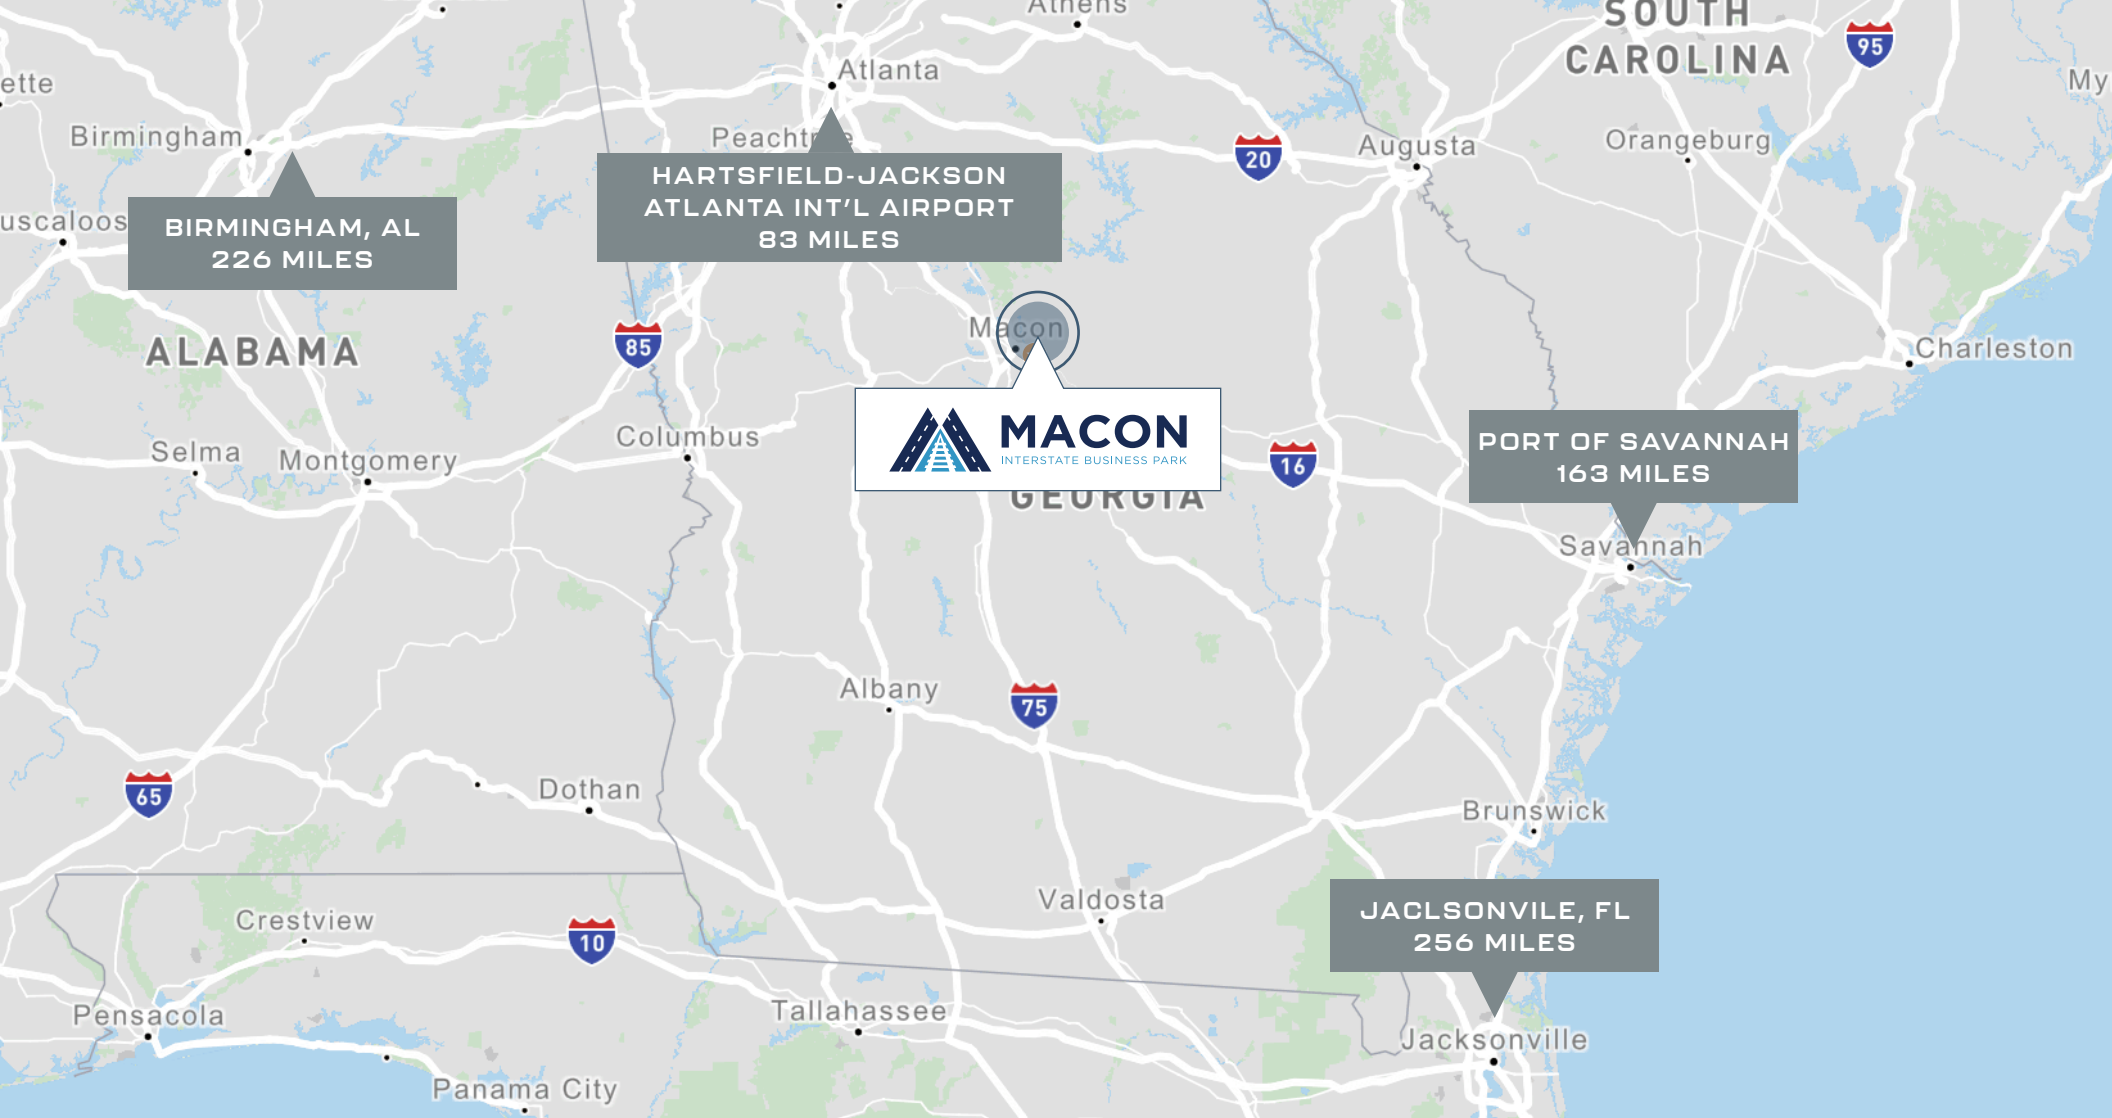 Athens
SOUTH
CAROLINA
95
ette
Atlanta
My
Birmingham
Peachtree
20
Augusta
Orangeburg
HARTSFIELD-JACKSON
ATLANTA INT'L AIRPORT
83 MILES
uscaloos
BIRMINGHAM, AL
226 MILES
ALABAMA
85
Macon
Charleston
MACON
INTERSTATE BUSINESS PARK
Columbus
Selma
Montgomery
16
PORT OF SAVANNAH
163 MILES
GEORGIA
Savannah
Albany
75
65
Dothan
Brunswick
Valdosta
Crestview
10
JACLSONVILE, FL
256 MILES
Pensacola
Tallahassee
Jacksonville
Panama City